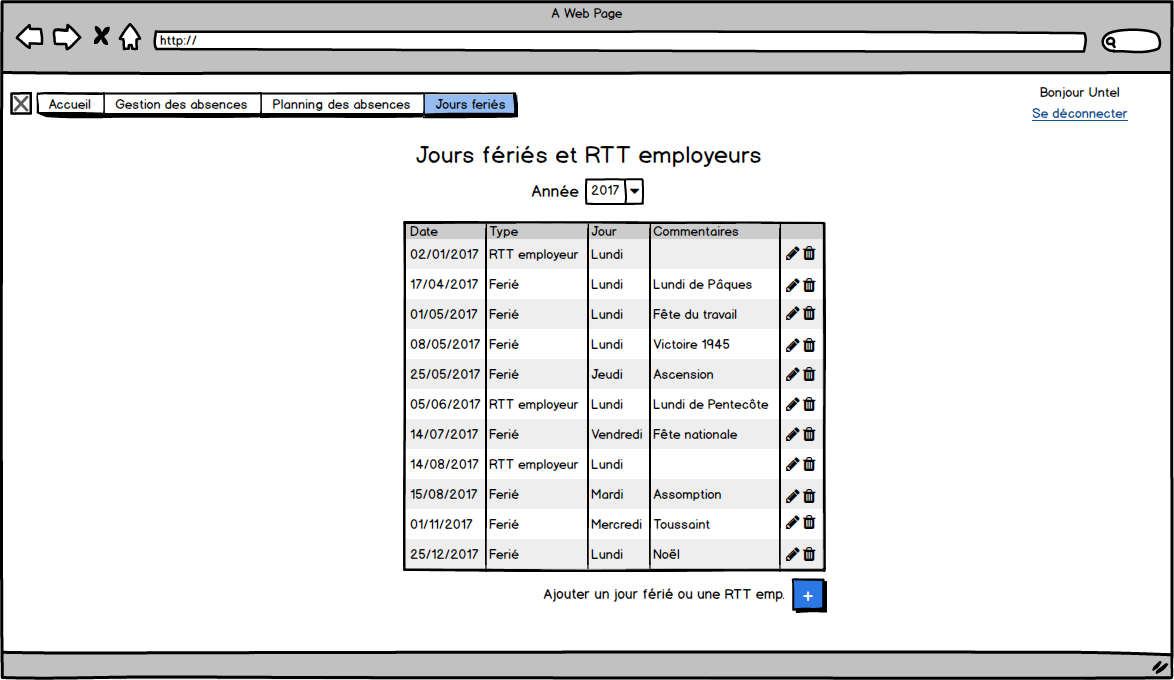 A Web Page
http://
Bonjour Untel
Accueil Gestion des absences Planning des absences Jours feriés
Se déconnecter
Jours fériés et RTT employeurs
Année 2017
Date Type Jour Commentaires
02/01/2017 RTT employeur Lundi
17/04/2017 Ferié Lundi Lundi de Pâques
01/05/2017 Ferié Lundi Fête du travail
08/05/2017 Ferié Lundi Victoire 1945
25/05/2017 Ferié Jeudi Ascension
05/06/2017 RTT employeur Lundi Lundi de Pentecôte
14/07/2017 Ferié Vendredi Fête nationale
14/08/2017 RTT employeur Lundi
15/08/2017 Ferié Mardi Assomption
01/11/2017 Ferié Mercredi Toussaint
25/12/2017 Ferié Lundi Noël
Ajouter un jour férié ou une RTT emp. +